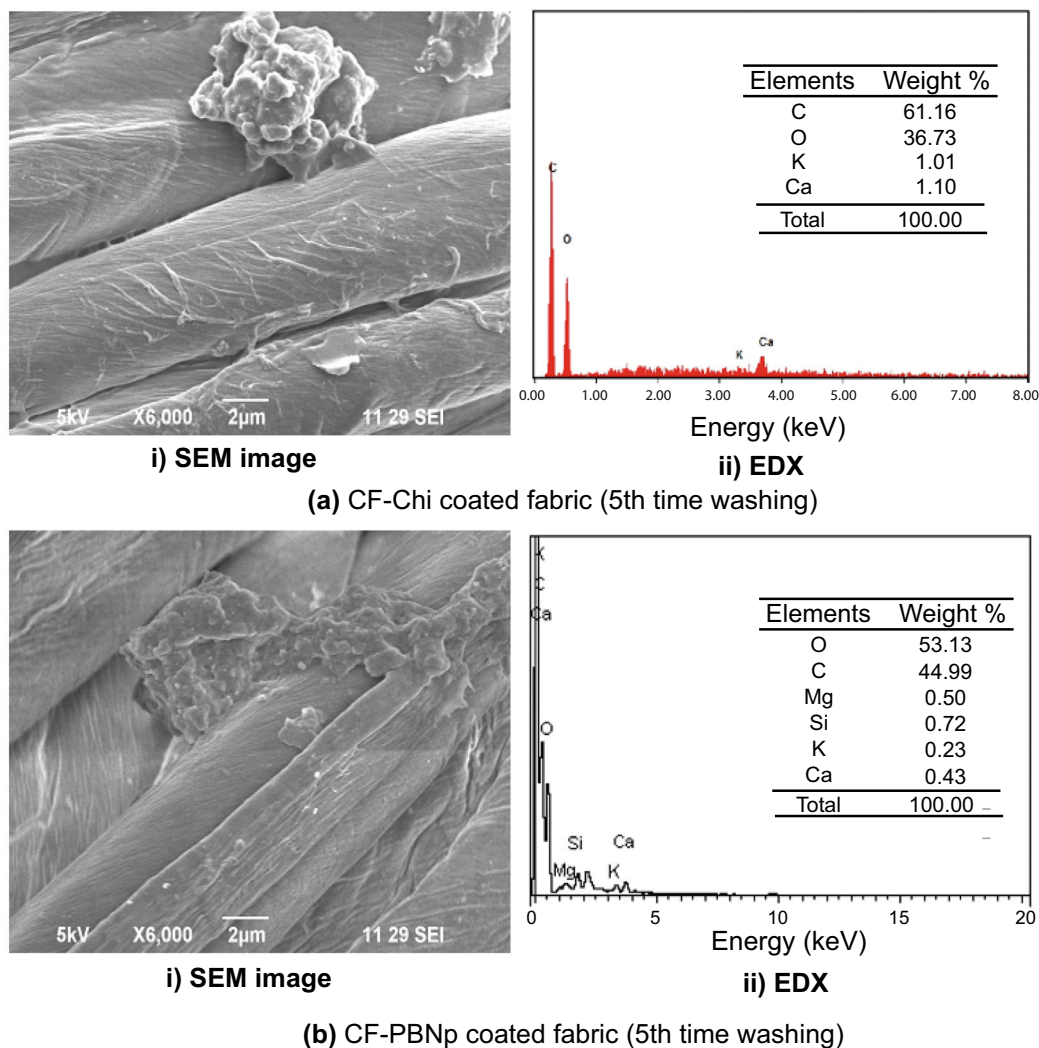 5kV X6,000 2μm 11 29 SEI
i) SEM image
Elements Weight %
C 61.16
O 36.73
K 1.01
Ca 1.10
Total 100.00
C
O
K
Ca
0.00 1.00 2.00 3.00 4.00 5.00 6.00 7.00 8.00
Energy (keV)
ii) EDX
(a) CF-Chi coated fabric (5th time washing)
5kV X6,000 2μm 11 29 SEI
i) SEM image
Elements Weight %
O 53.13
C 44.99
Mg 0.50
Si 0.72
K 0.23
Ca 0.43
Total 100.00
K
C
Ca
O
Si
Ca
Mg
K
0 5 10 15 20
Energy (keV)
ii) EDX
(b) CF-PBNp coated fabric (5th time washing)